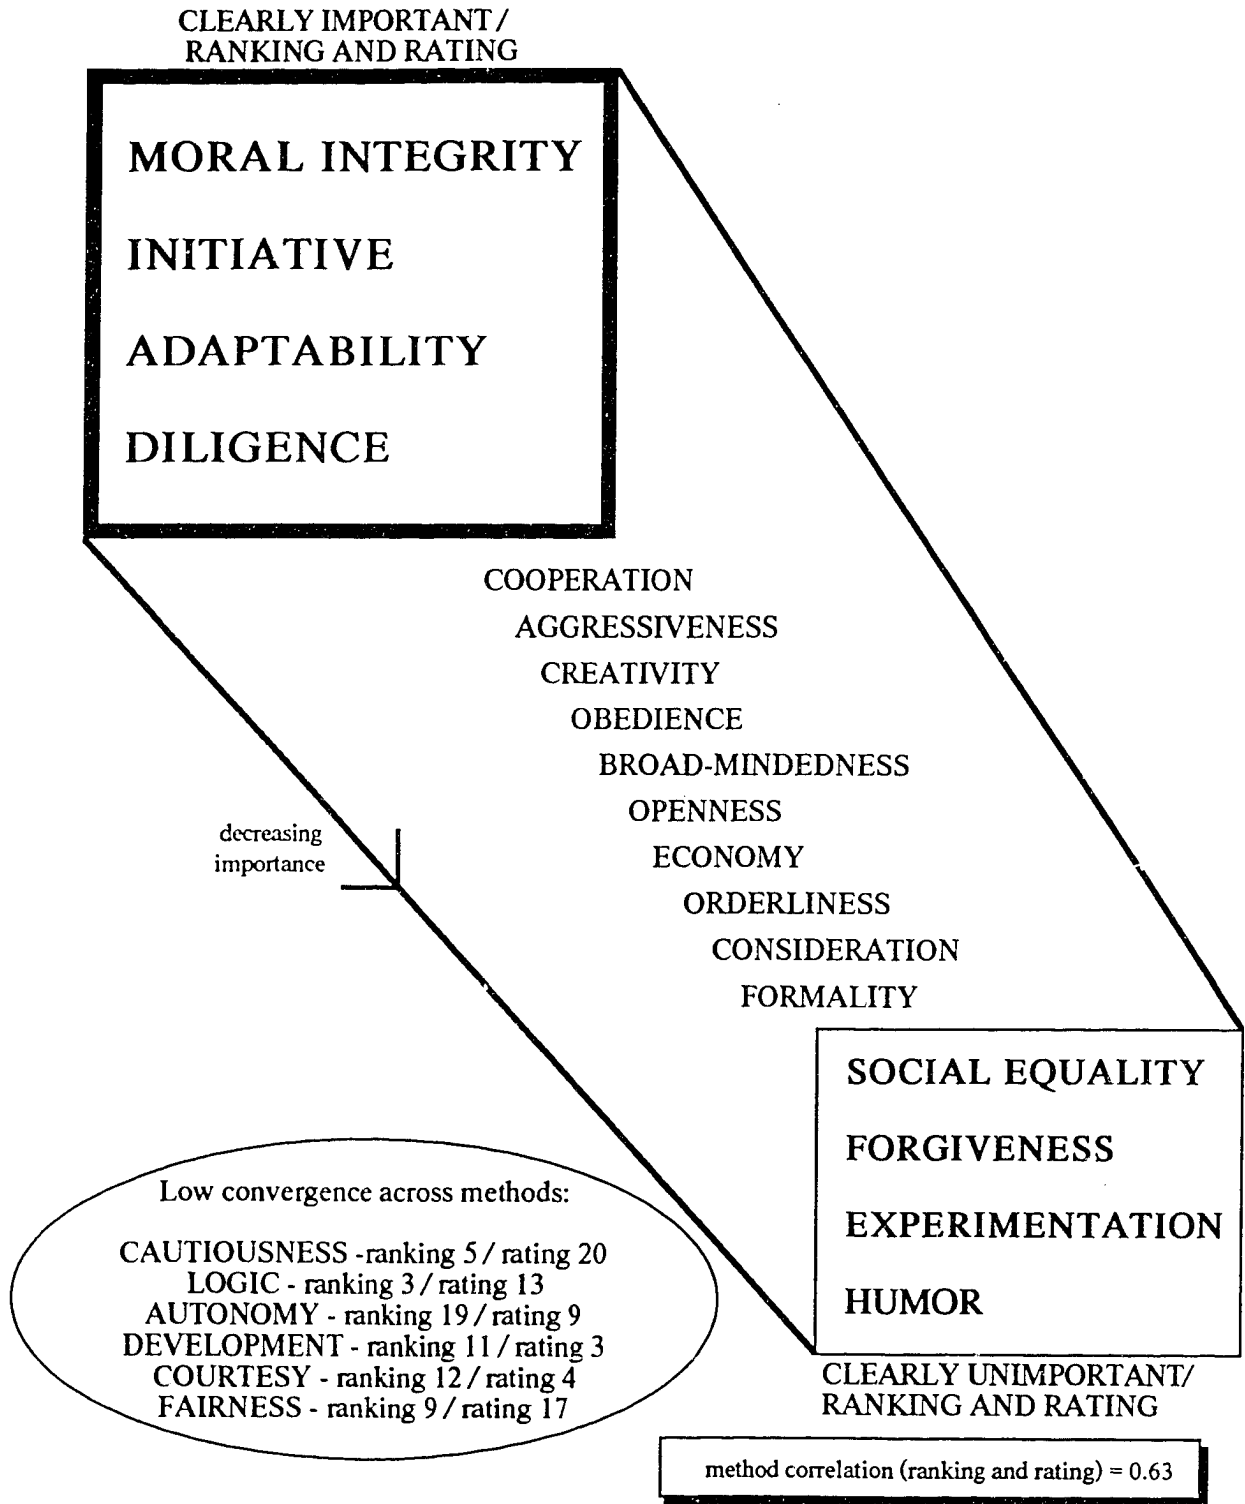 CLEARLY IMPORTANT/
RANKING AND RATING
MORAL INTEGRITY
INITIATIVE
ADAPTABILITY
DILIGENCE
COOPERATION
AGGRESSIVENESS
CREATIVITY
OBEDIENCE
BROAD-MINDEDNESS
OPENNESS
ECONOMY
ORDERLINESS
CONSIDERATION
FORMALITY
decreasing
importance
SOCIAL EQUALITY
FORGIVENESS
EXPERIMENTATION
HUMOR
CLEARLY UNIMPORTANT/
RANKING AND RATING
Low convergence across methods:
CAUTIOUSNESS -ranking 5 / rating 20
LOGIC - ranking 3 / rating 13
AUTONOMY - ranking 19 / rating 9
DEVELOPMENT - ranking 11 / rating 3
COURTESY - ranking 12 / rating 4
FAIRNESS - ranking 9 / rating 17
method correlation (ranking and rating) = 0.63